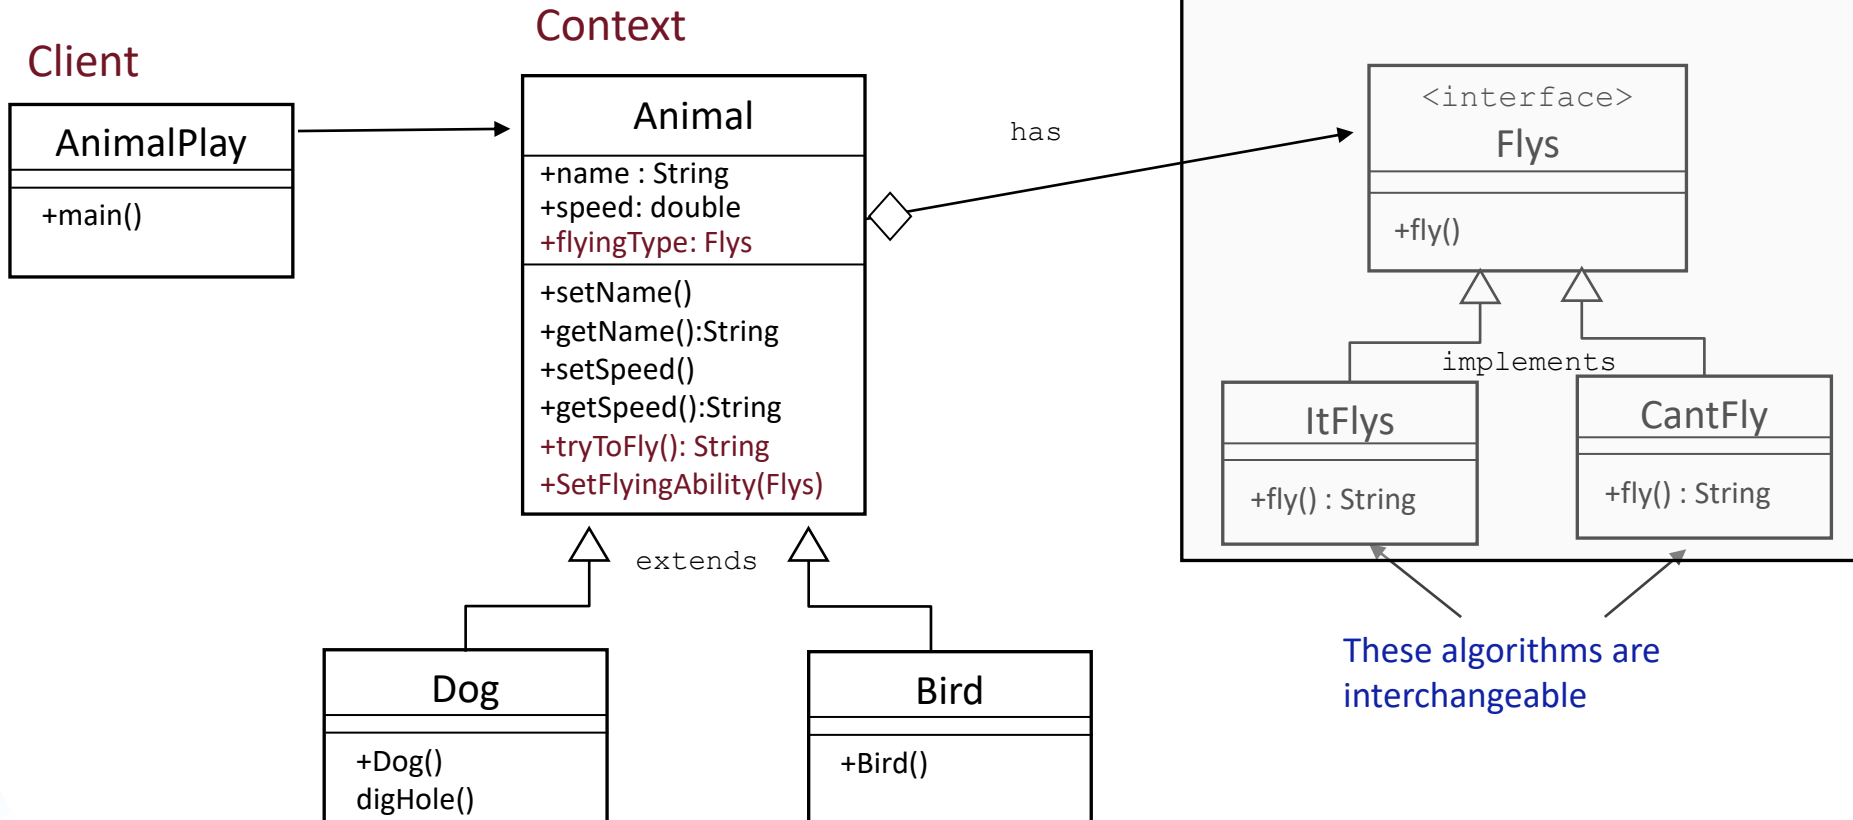 Client
AnimalPlay
+main()
Context
Animal
+name : String
+speed: double
+flyingType: Flys
+setName()
+getName():String
+setSpeed()
+getSpeed():String
+tryToFly(): String
+SetFlyingAbility(Flys)
has
<interface>
Flys
+fly()
implements
ItFlys
+fly() : String
CantFly
+fly() : String
These algorithms are
interchangeable
extends
Dog
+Dog()
digHole()
Bird
+Bird()